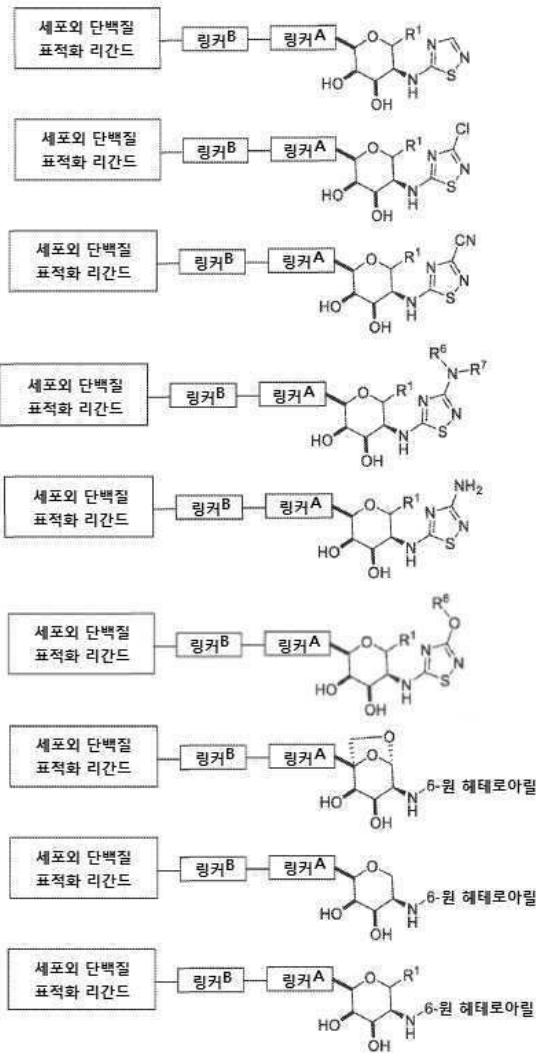 세포외 단백질
표적화 리간드
링커B
링커A
O
R1
N
N
S
HO
OH
N
H
세포외 단백질
표적화 리간드
링커B
링커A
O
R1
Cl
N
N
S
HO
OH
N
H
세포외 단백질
표적화 리간드
링커B
링커A
O
R1
CN
N
N
S
HO
OH
N
H
R6
N
R7
세포외 단백질
표적화 리간드
링커B
링커A
O
R1
N
N
S
HO
OH
N
H
세포외 단백질
표적화 리간드
링커B
링커A
O
R1
NH2
N
N
S
HO
OH
N
H
R6
O
세포외 단백질
표적화 리간드
링커B
링커A
O
R1
N
N
S
HO
OH
N
H
세포외 단백질
표적화 리간드
링커B
링커A
O
O
HO
OH
N
H
6-원 헤테로아릴
세포외 단백질
표적화 리간드
링커B
링커A
O
HO
OH
N
H
6-원 헤테로아릴
세포외 단백질
표적화 리간드
링커B
링커A
O
R1
HO
OH
N
H
6-원 헤테로아릴